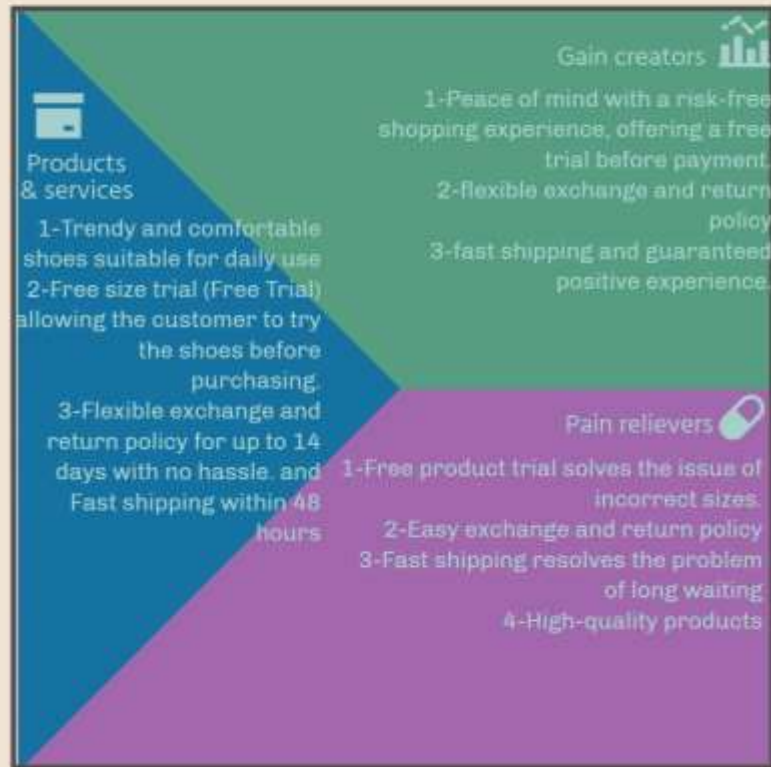 Products
& services
1-Trendy and comfortable
shoes suitable for daily use
2-Free size trial (Free Trial)
allowing the customer to try
the shoes before
purchasing.
3-Flexible exchange and
return policy for up to 14
days with no hassle. and
Fast shipping within 48
hours
Gain creators
1-Peace of mind with a risk-free
shopping experience, offering a free
trial before payment.
2-flexible exchange and return
policy
3-fast shipping and guaranteed
positive experience.
Pain relievers
1-Free product trial solves the issue of
incorrect sizes.
2-Easy exchange and return policy
3-Fast shipping resolves the problem
of long waiting
4-High-quality products